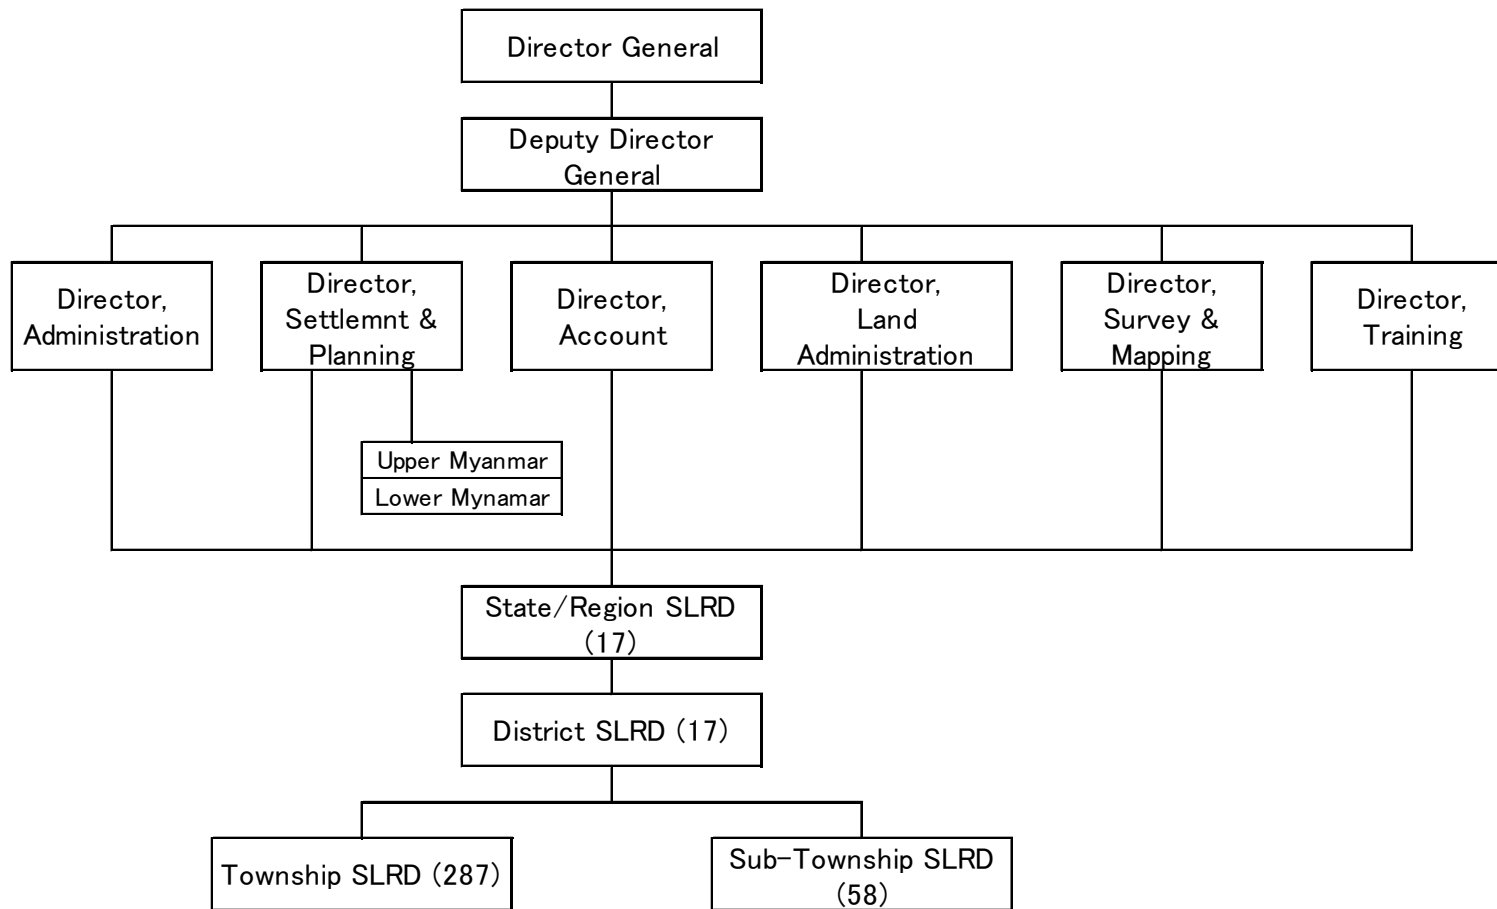 Director General
Deputy Director
General
Director,
Administration
Director,
Settlemnt &
Planning
Director,
Account
Director,
Land
Administration
Director,
Survey &
Mapping
Director,
Training
Upper Myanmar
Lower Mynamar
State/Region SLRD
(17)
District SLRD (17)
Township SLRD (287)
Sub-Township SLRD
(58)